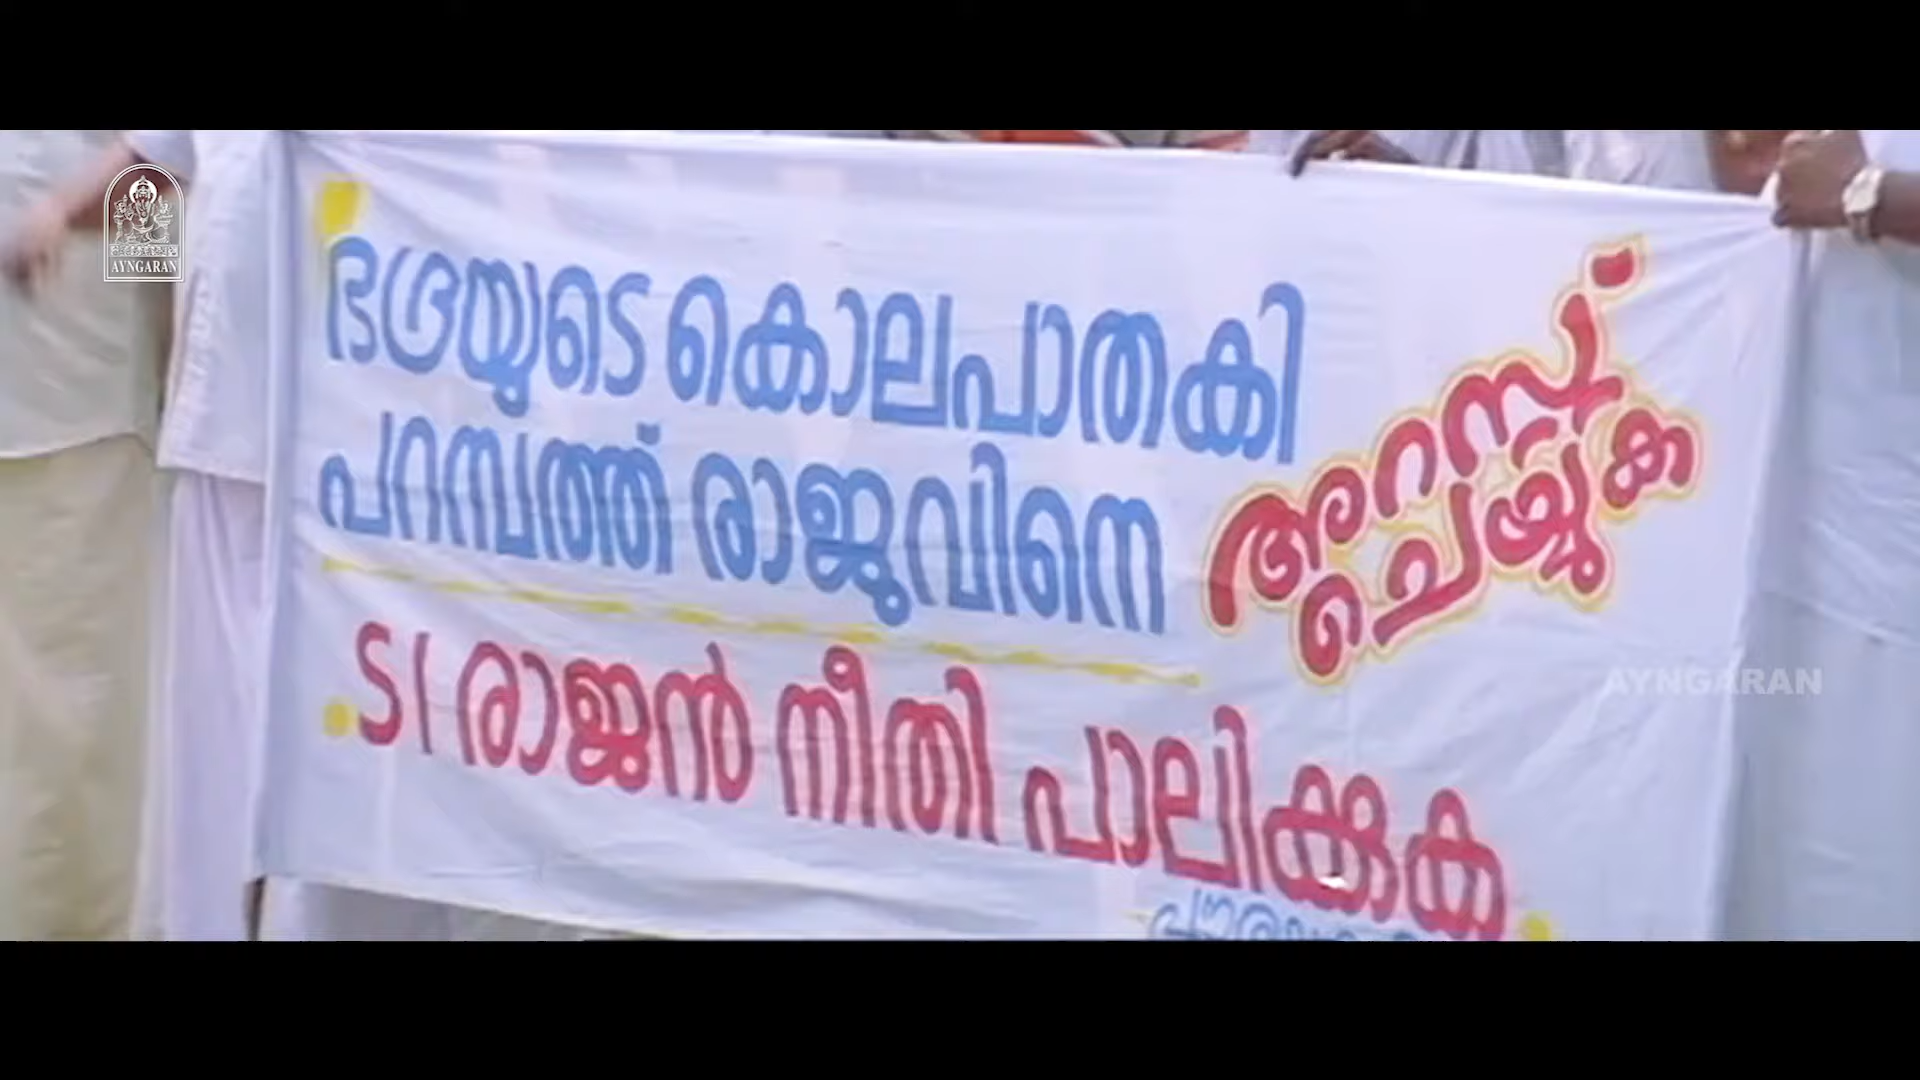 AYNGARAN
ഭദ്രയുടെ കൊലപാതകി
പറമ്പത്ത് രാജുവിനെ
അറസ്റ്റ്
ചെയ്യുക
SI രാജൻ നീതി പാലിക്കുക
AYNGARAN